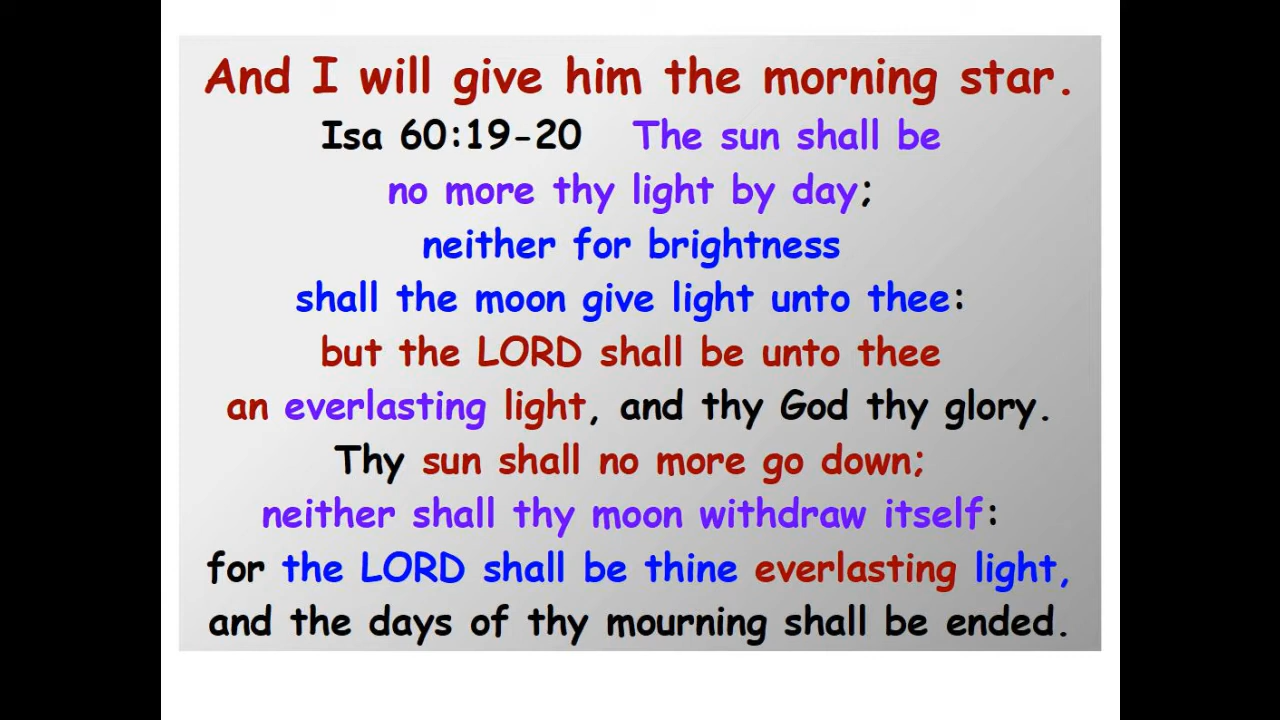 And I will give him the morning star.
Isa 60:19-20 The sun shall be
no more thy light by day;
neither for brightness
shall the moon give light unto thee:
but the LORD shall be unto thee
an everlasting light, and thy God thy glory.
Thy sun shall no more go down;
neither shall thy moon withdraw itself:
for the LORD shall be thine everlasting light,
and the days of thy mourning shall be ended.